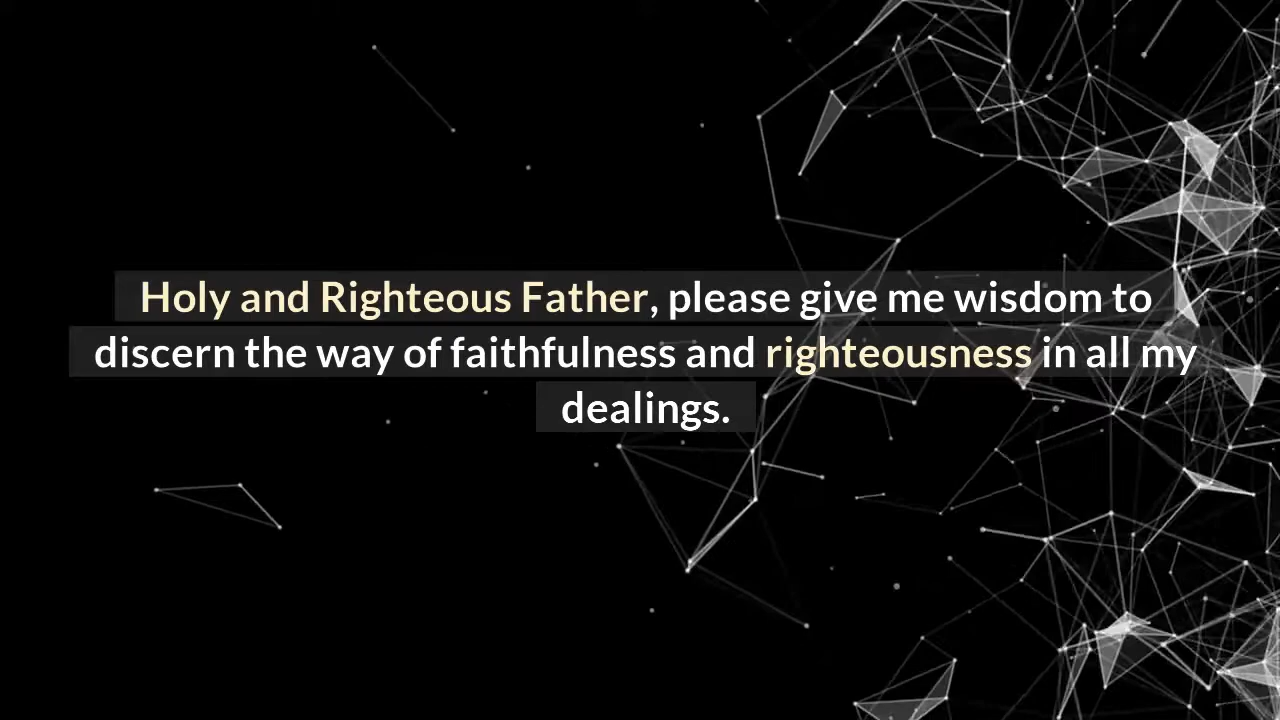 Holy and Righteous Father, please give me wisdom to
discern the way of faithfulness and righteousness in all my
dealings.